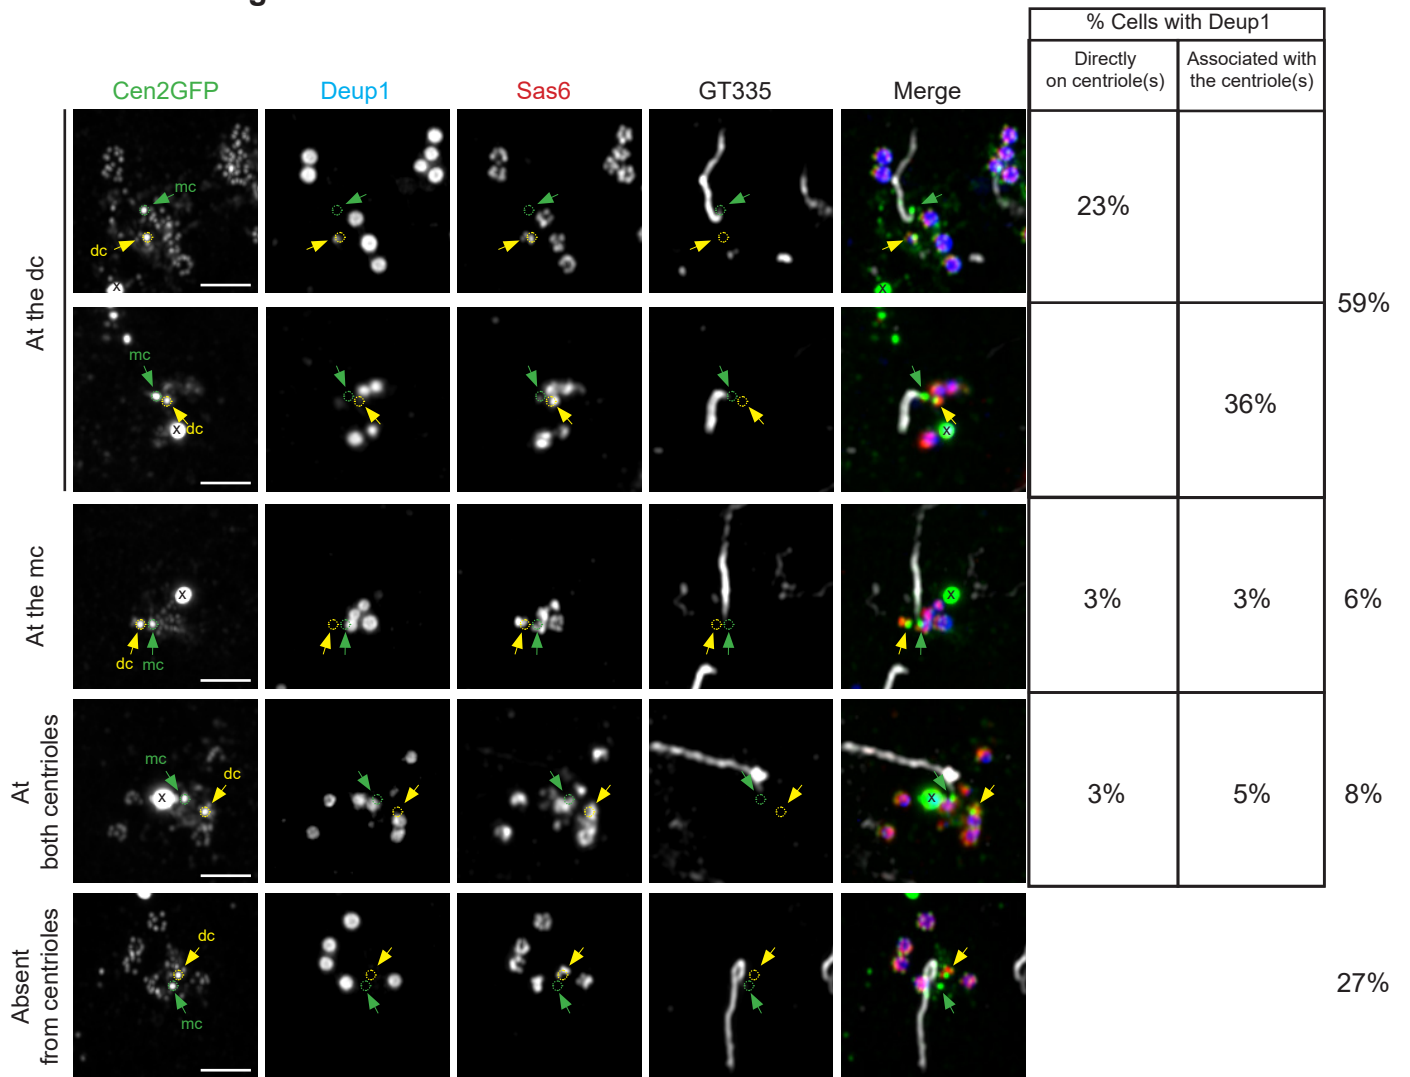 g
% Cells with Deup1
Directly
on centriole(s)
Associated with
the centriole(s)
Cen2GFP
Deup1
Sas6
GT335
Merge
At the dc
mc
dc
x
x
23%
59%
mc
dc
x
x
36%
At the mc
x
x
dc
mc
3%
3%
6%
At
both centrioles
mc
dc
x
x
3%
5%
8%
Absent
from centrioles
dc
mc
27%